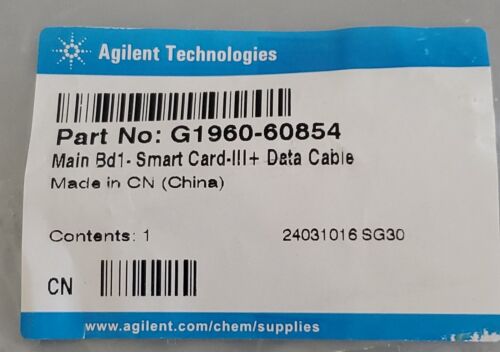 Agilent Technologies
Part No: G1960-60854
Main Bd1- Smart Card-III+ Data Cable
Made in CN (China)
Contents: 1 24031016 SG30
CN
www.agilent.com/chem/supplies